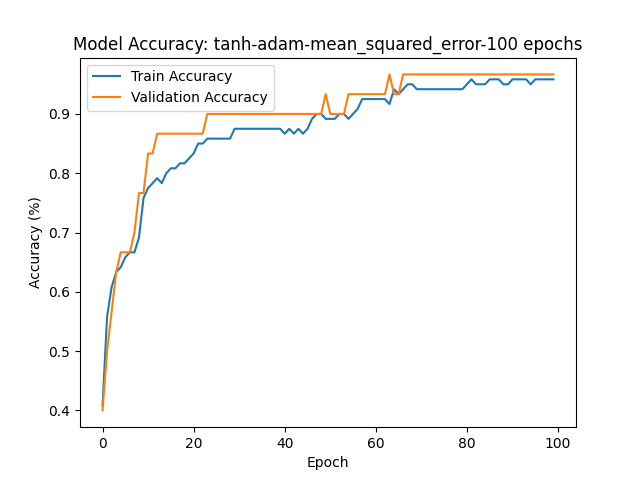 Model Accuracy: tanh-adam-mean_squared_error-100 epochs
Train Accuracy
Validation Accuracy
Accuracy (%)
0.9
0.8
0.7
0.6
0.5
0.4
0 20 40 60 80 100
Epoch